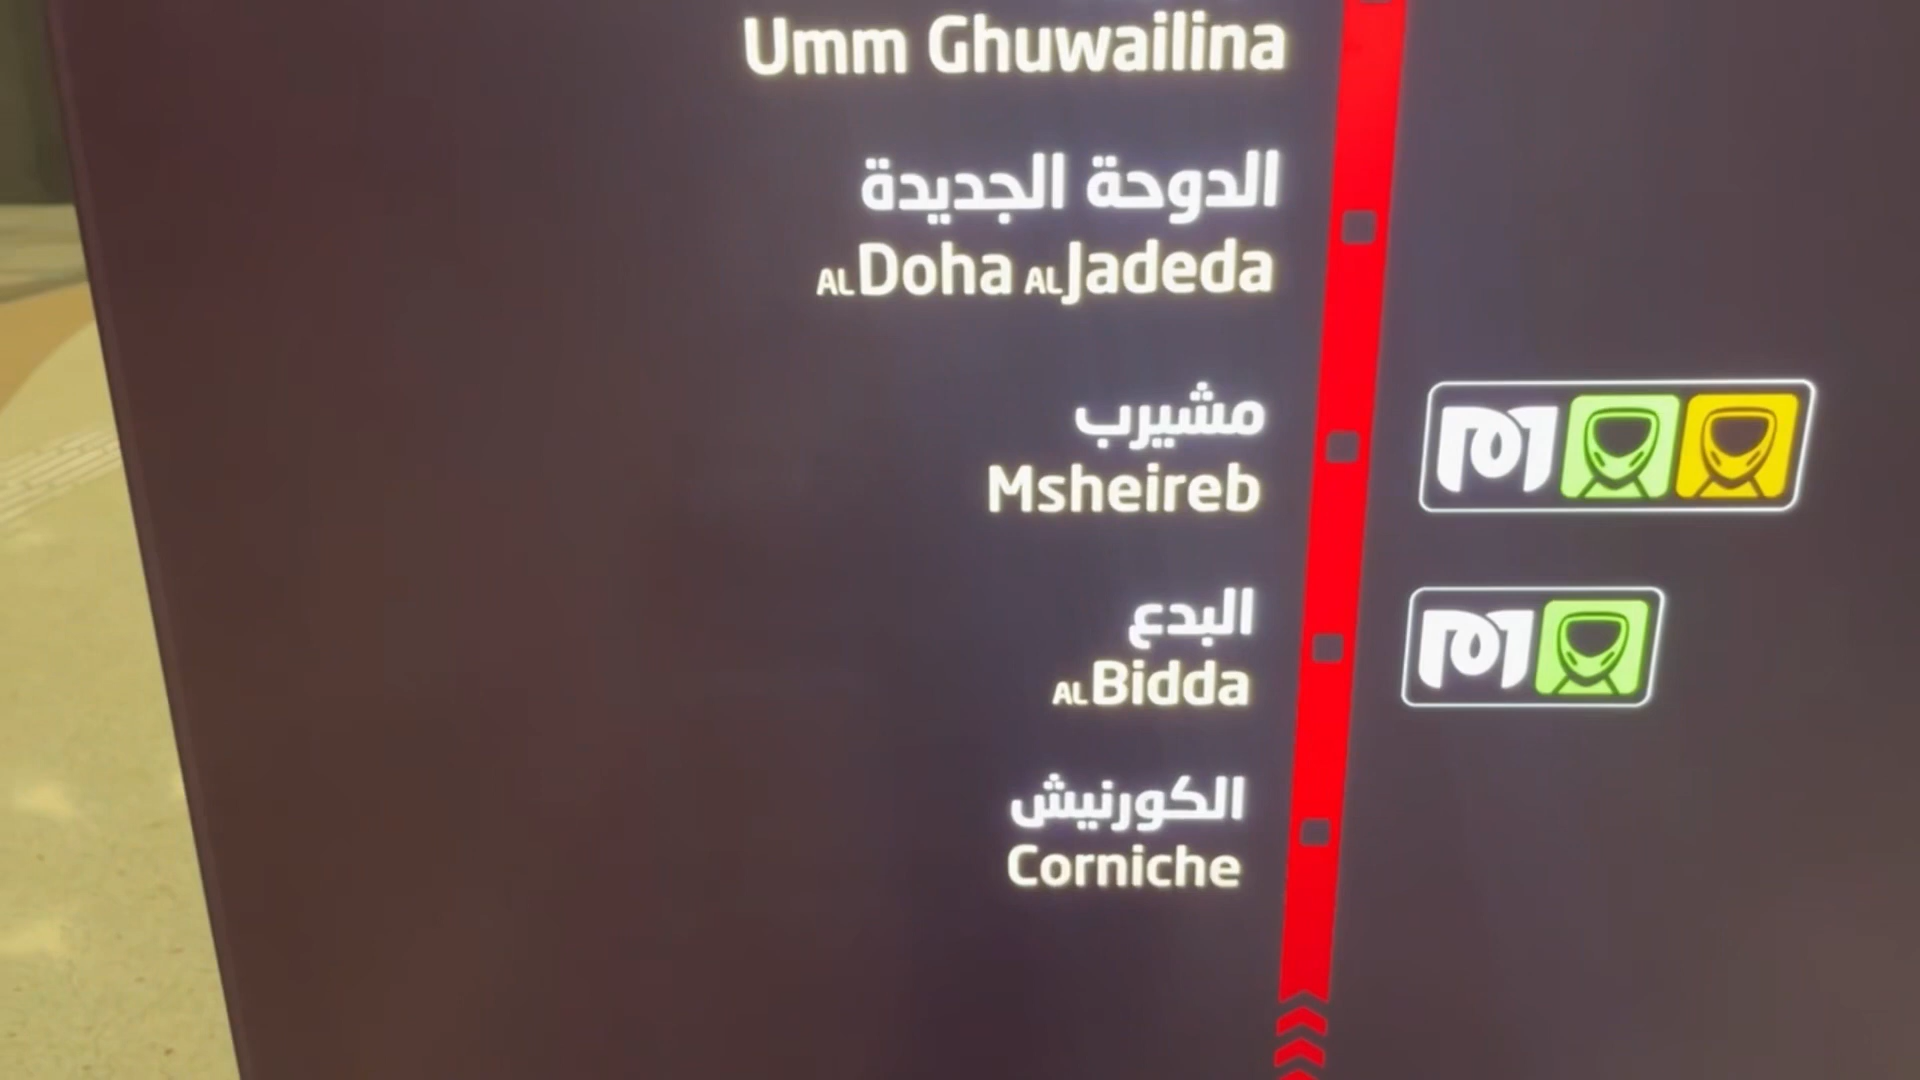 Umm Ghuwailina
الدوحة الجديدة
AL Doha AL Jadeda
مشيرب
Msheireb
البدع
AL Bidda
الكورنيش
Corniche